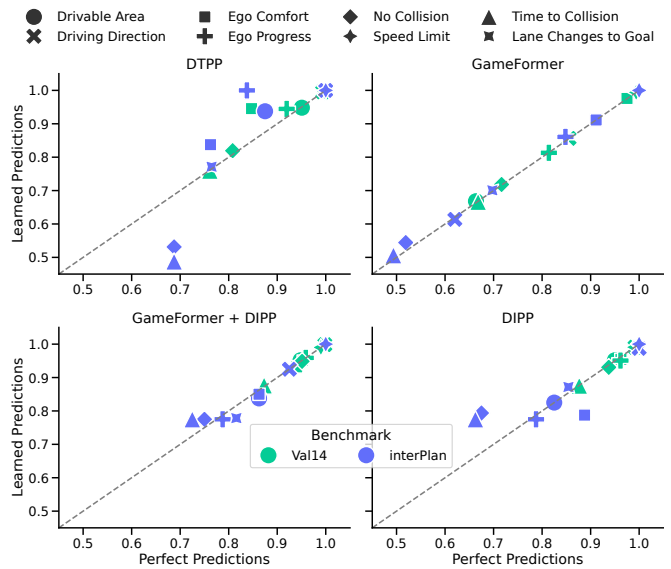 Drivable Area Ego Comfort No Collision Time to Collision
Driving Direction Ego Progress Speed Limit Lane Changes to Goal
DTPP GameFormer
Learned Predictions
1.0
0.9
0.8
0.7
0.6
0.5
0.5 0.6 0.7 0.8 0.9 1.0 0.5 0.6 0.7 0.8 0.9 1.0
GameFormer + DIPP DIPP
Learned Predictions
1.0
0.9
0.8
0.7
0.6
0.5
Benchmark
Val14 interPlan
0.5 0.6 0.7 0.8 0.9 1.0 0.5 0.6 0.7 0.8 0.9 1.0
Perfect Predictions Perfect Predictions